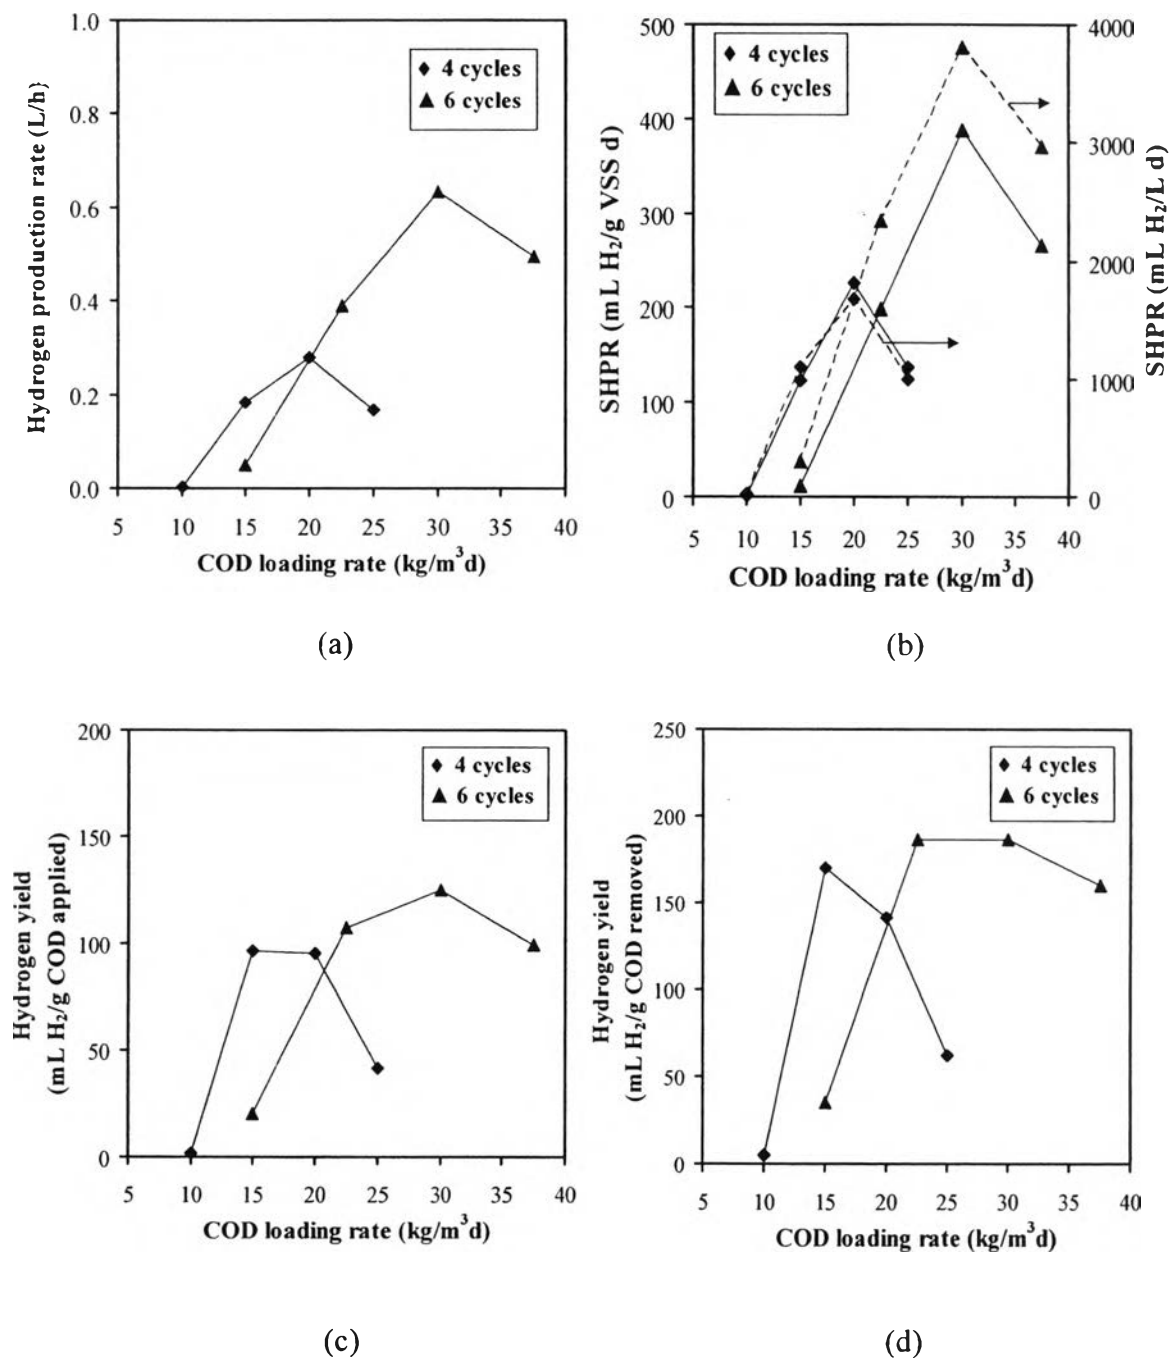 1.0
0.8
0.6
0.4
0.2
0.0
Hydrogen production rate (L/h)
4 cycles
6 cycles
5 10 15 20 25 30 35 40
COD loading rate (kg/m³d)
(a)
500
400
300
200
100
0
SHPR (mL H₂/g VSS d)
4 cycles
6 cycles
4000
3000
2000
1000
0
SHPR (mL H₂/L d)
5 10 15 20 25 30 35 40
COD loading rate (kg/m³d)
(b)
200
150
100
50
0
Hydrogen yield
(mL H₂/g COD applied)
4 cycles
6 cycles
5 10 15 20 25 30 35 40
COD loading rate (kg/m³d)
(c)
250
200
150
100
50
0
Hydrogen yield
(mL H₂/g COD removed)
4 cycles
6 cycles
5 10 15 20 25 30 35 40
COD loading rate (kg/m³d)
(d)